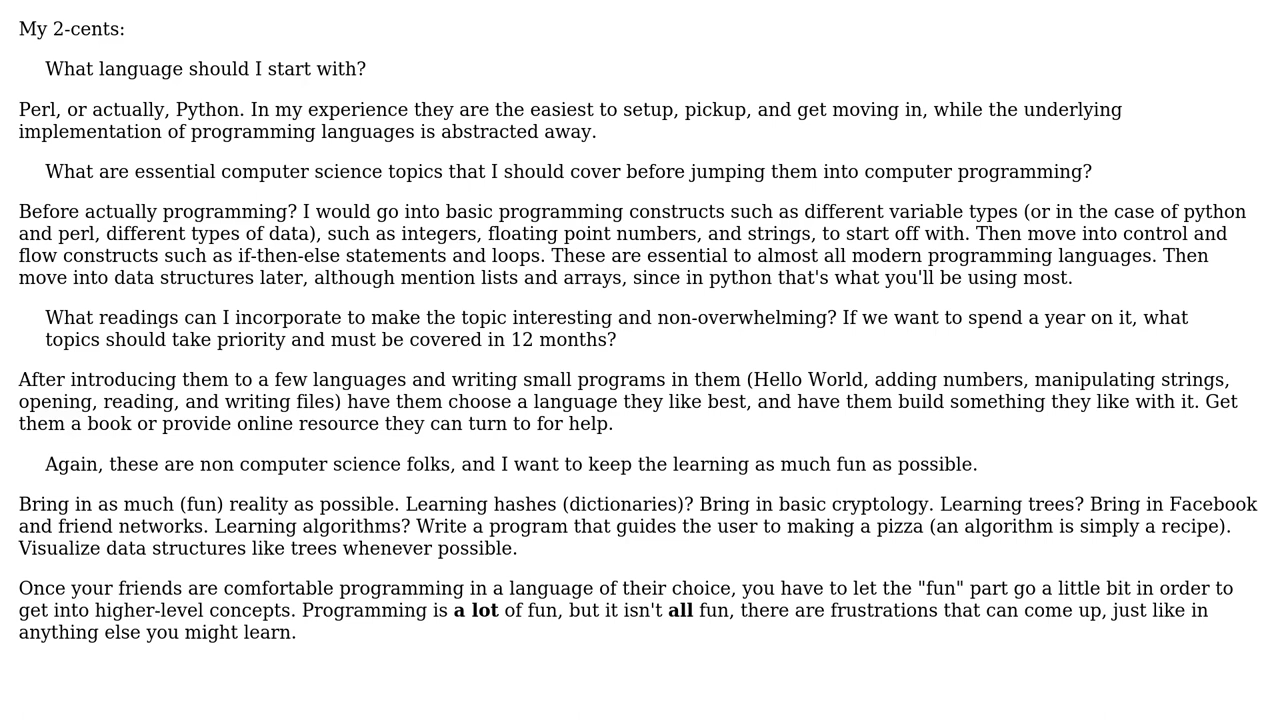 My 2-cents:
What language should I start with?
Perl, or actually, Python. In my experience they are the easiest to setup, pickup, and get moving in, while the underlying
implementation of programming languages is abstracted away.
What are essential computer science topics that I should cover before jumping them into computer programming?
Before actually programming? I would go into basic programming constructs such as different variable types (or in the case of python
and perl, different types of data), such as integers, floating point numbers, and strings, to start off with. Then move into control and
flow constructs such as if-then-else statements and loops. These are essential to almost all modern programming languages. Then
move into data structures later, although mention lists and arrays, since in python that's what you'll be using most.
What readings can I incorporate to make the topic interesting and non-overwhelming? If we want to spend a year on it, what
topics should take priority and must be covered in 12 months?
After introducing them to a few languages and writing small programs in them (Hello World, adding numbers, manipulating strings,
opening, reading, and writing files) have them choose a language they like best, and have them build something they like with it. Get
them a book or provide online resource they can turn to for help.
Again, these are non computer science folks, and I want to keep the learning as much fun as possible.
Bring in as much (fun) reality as possible. Learning hashes (dictionaries)? Bring in basic cryptology. Learning trees? Bring in Facebook
and friend networks. Learning algorithms? Write a program that guides the user to making a pizza (an algorithm is simply a recipe).
Visualize data structures like trees whenever possible.
Once your friends are comfortable programming in a language of their choice, you have to let the "fun" part go a little bit in order to
get into higher-level concepts. Programming is a lot of fun, but it isn't all fun, there are frustrations that can come up, just like in
anything else you might learn.